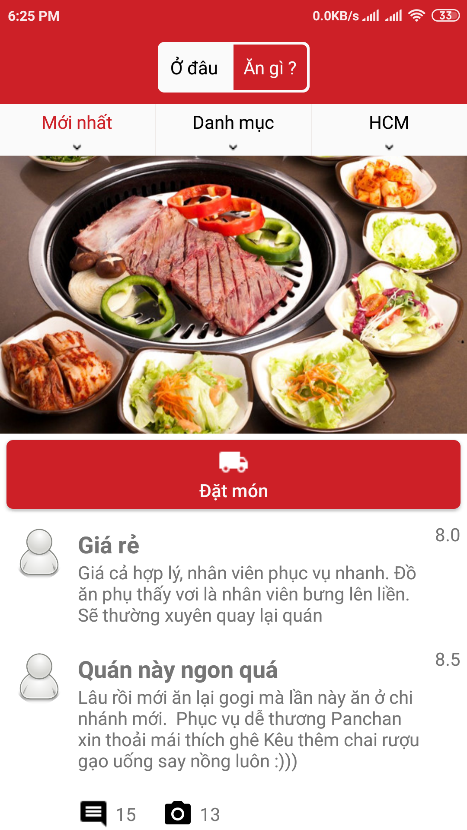 6:25 PM 0.0KB/s 33
Ở đâu Ăn gì ?
Mới nhất Danh mục HCM
Đặt món
Giá rẻ 8.0
Giá cả hợp lý, nhân viên phục vụ nhanh. Đồ
ăn phụ thấy vơi là nhân viên bưng lên liền.
Sẽ thường xuyên quay lại quán
Quán này ngon quá 8.5
Lâu rồi mới ăn lại gogi mà lần này ăn ở chi
nhánh mới. Phục vụ dễ thương Panchan
xin thoải mái thích ghê Kêu thêm chai rượu
gạo uống say nồng luôn :)))
15 13